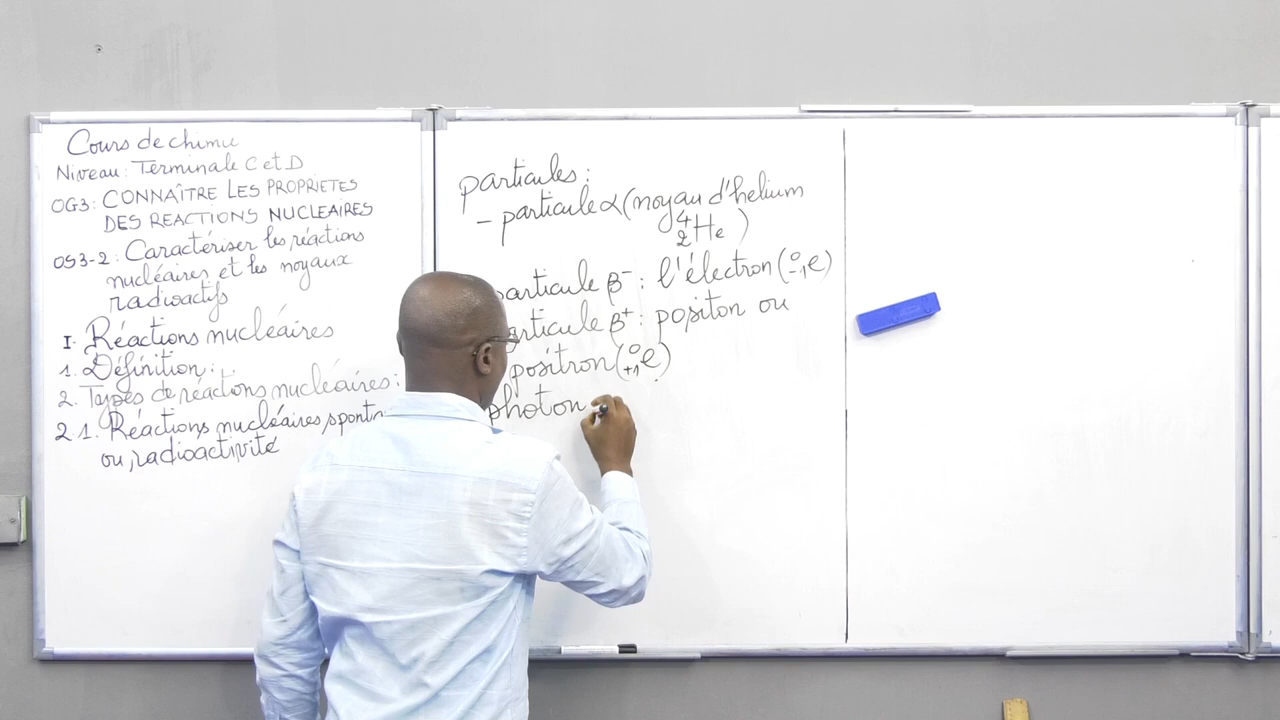 Cours de chimie
Niveau : Terminale C et D
OG3 : CONNAÎTRE LES PROPRIETES
DES REACTIONS NUCLEAIRES
OS3-2 : Caractériser les réactions
nucléaires et les noyaux
radioactifs
I. Réactions nucléaires
1. Définition :
2. Types de réactions nucléaires :
2.1. Réactions nucléaires
ou radioactivité
particules :
- particule α (noyau d'helium
⁴₂He)
particule β⁻ : l'électron (⁰₋₁e)
particule β⁺ : positon ou
positron (⁰₊₁e)
photon